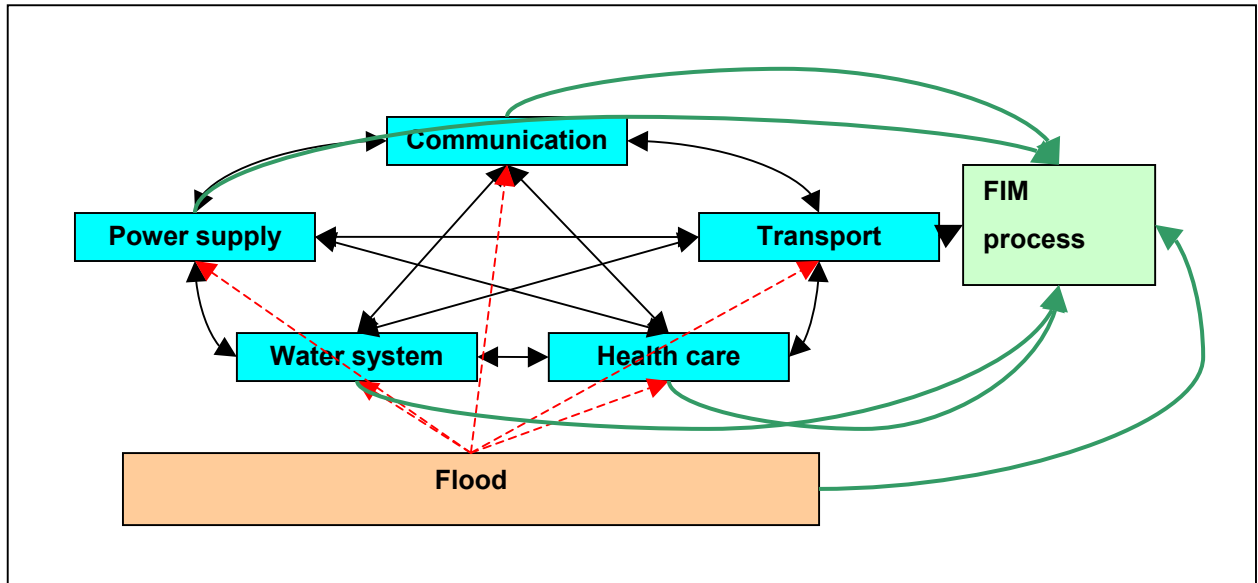 Communication
FIM
process
Power supply
Transport
Water system
Health care
Flood